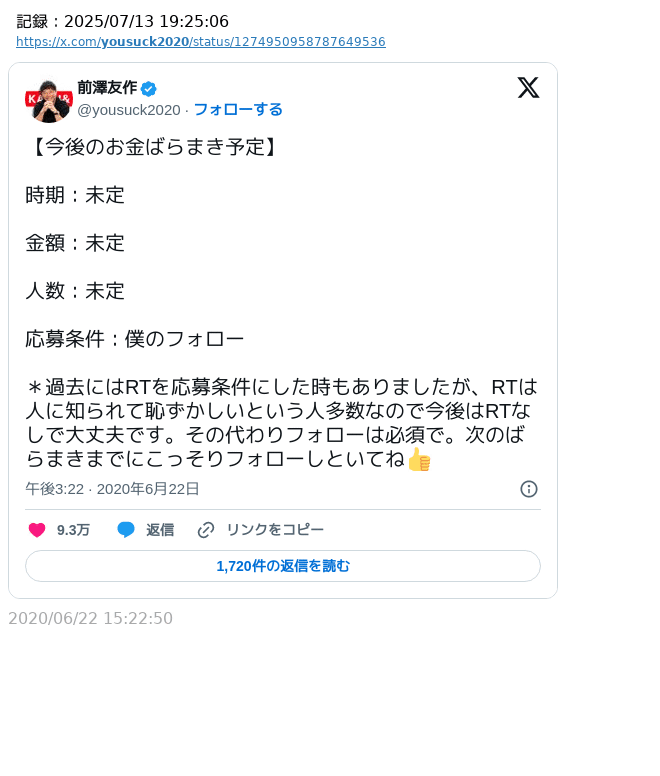 記録：2025/07/13 19:25:06
https://x.com/yousuck2020/status/1274950958787649536
前澤友作
@yousuck2020 · フォローする
【今後のお金ばらまき予定】
時期：未定
金額：未定
人数：未定
応募条件：僕のフォロー
＊過去にはRTを応募条件にした時もありましたが、RTは
人に知られて恥ずかしいという人多数なので今後はRTな
しで大丈夫です。その代わりフォローは必須で。次のば
らまきまでにこっそりフォローしといてね👍
午後3:22 · 2020年6月22日
9.3万 返信 リンクをコピー
1,720件の返信を読む
2020/06/22 15:22:50